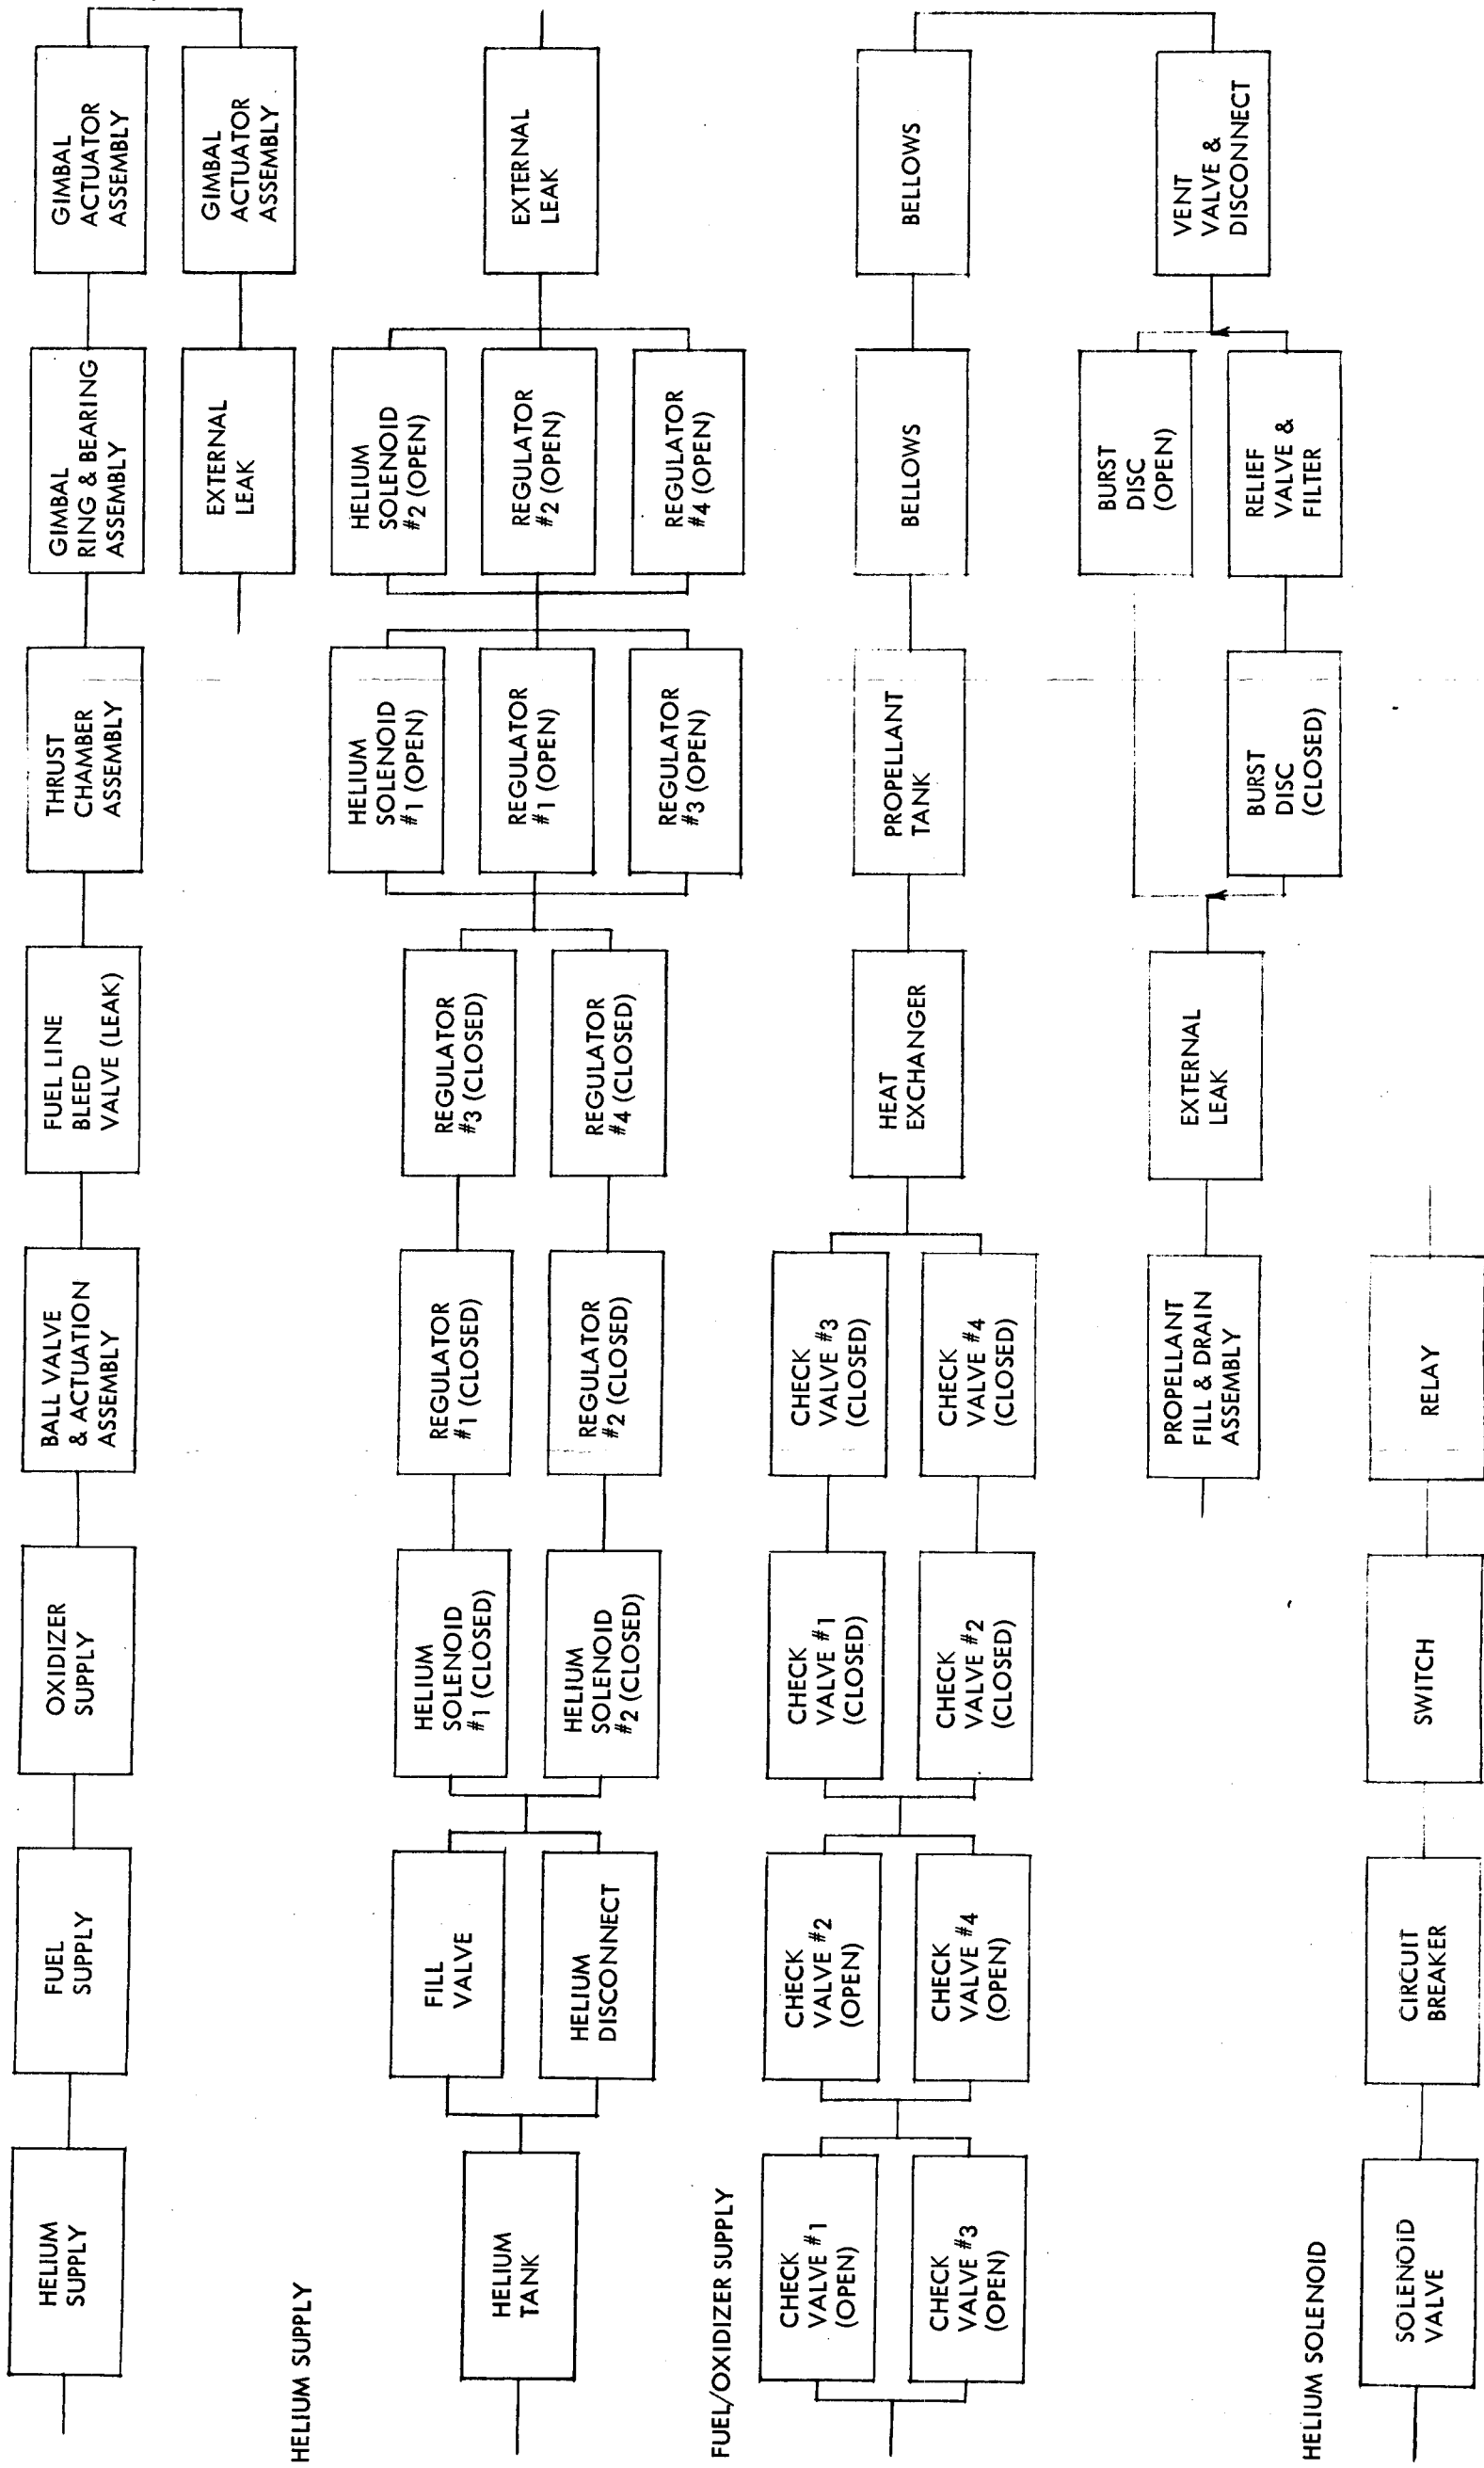 HELIUM
SUPPLY
FUEL
SUPPLY
OXIDIZER
SUPPLY
BALL VALVE
& ACTUATION
ASSEMBLY
FUEL LINE
BLEED
VALVE (LEAK)
THRUST
CHAMBER
ASSEMBLY
GIMBAL
RING & BEARING
ASSEMBLY
GIMBAL
ACTUATOR
ASSEMBLY
GIMBAL
ACTUATOR
ASSEMBLY
EXTERNAL
LEAK
HELIUM SUPPLY
HELIUM
TANK
FILL
VALVE
HELIUM
DISCONNECT
HELIUM
SOLENOID
#1 (CLOSED)
HELIUM
SOLENOID
#2 (CLOSED)
REGULATOR
#1 (CLOSED)
REGULATOR
#2 (CLOSED)
REGULATOR
#3 (CLOSED)
REGULATOR
#4 (CLOSED)
HELIUM
SOLENOID
#1 (OPEN)
REGULATOR
#1 (OPEN)
REGULATOR
#3 (OPEN)
HELIUM
SOLENOID
#2 (OPEN)
REGULATOR
#2 (OPEN)
REGULATOR
#4 (OPEN)
EXTERNAL
LEAK
FUEL/OXIDIZER SUPPLY
CHECK
VALVE #1
(OPEN)
CHECK
VALVE #3
(OPEN)
CHECK
VALVE #2
(OPEN)
CHECK
VALVE #4
(OPEN)
CHECK
VALVE #1
(CLOSED)
CHECK
VALVE #2
(CLOSED)
CHECK
VALVE #3
(CLOSED)
CHECK
VALVE #4
(CLOSED)
HEAT
EXCHANGER
PROPELLANT
TANK
BELLOWS
BELLOWS
VENT
VALVE &
DISCONNECT
BURST
DISC
(OPEN)
RELIEF
VALVE &
FILTER
BURST
DISC
(CLOSED)
EXTERNAL
LEAK
PROPELLANT
FILL & DRAIN
ASSEMBLY
HELIUM SOLENOID
SOLENOID
VALVE
CIRCUIT
BREAKER
SWITCH
RELAY